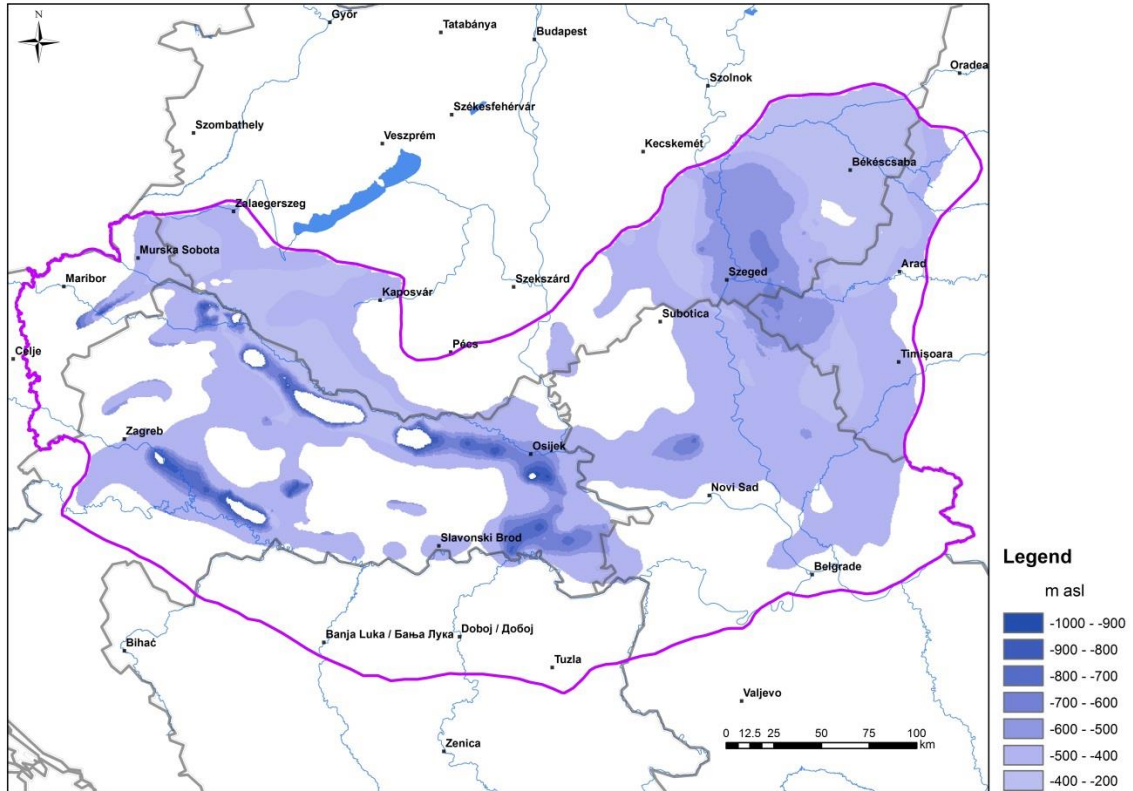 N
Győr
Tatabánya
Budapest
Oradea
Szolnok
Székesfehérvár
Szombathely
Veszprém
Kecskemét
Békéscsaba
Zalaegerszeg
Murska Sobota
Maribor
Szeged
Arad
Szekszárd
Kaposvár
Subotica
Pécs
Celje
Timişoara
Zagreb
Osijek
Novi Sad
Slavonski Brod
Belgrade
Banja Luka / Бања Лука
Doboj / Добој
Bihać
Tuzla
Valjevo
Zenica
0 12.5 25 50 75 100
km
Legend
m asl
-1000 - -900
-900 - -800
-800 - -700
-700 - -600
-600 - -500
-500 - -400
-400 - -200